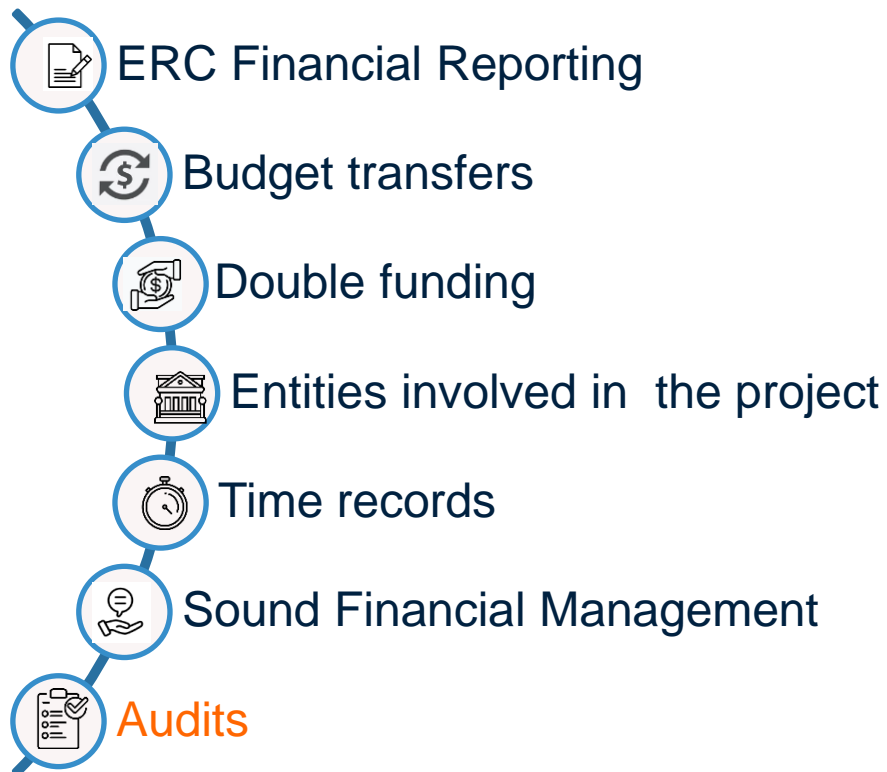 ERC Financial Reporting
Budget transfers
Double funding
Entities involved in  the project
Time records
Sound Financial Management
Audits